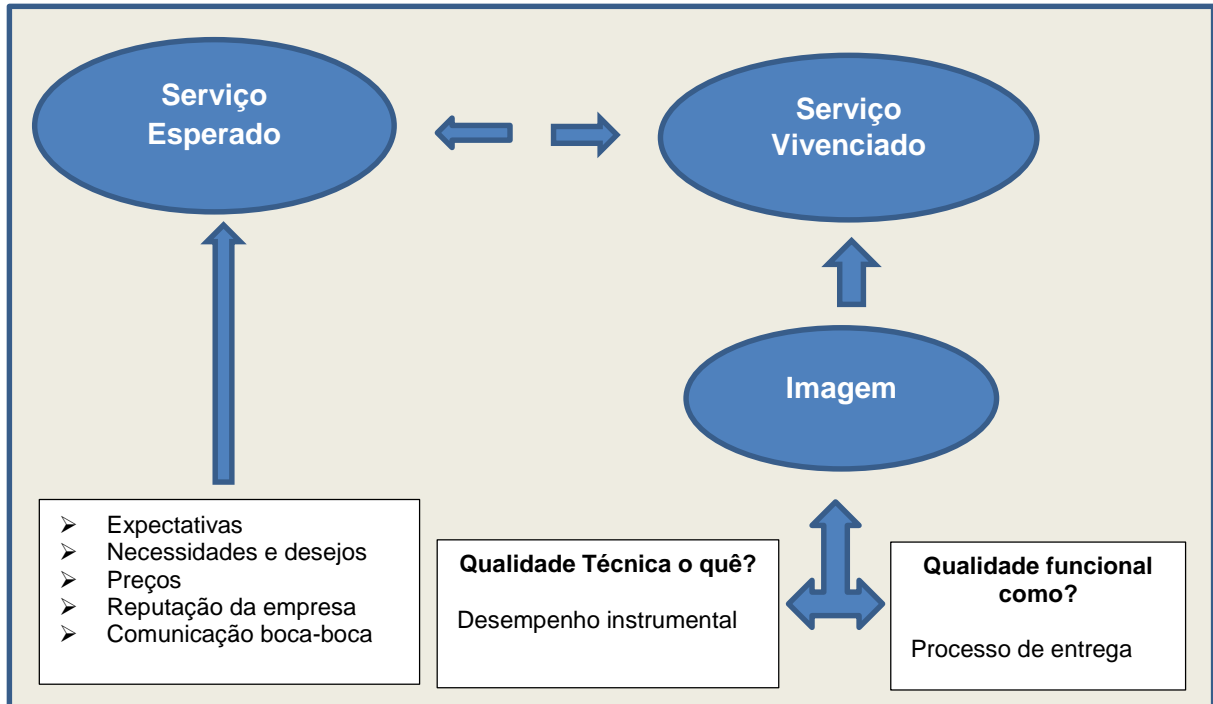 Serviço
Esperado
Serviço
Vivenciado
Imagem
➢ Expectativas
➢ Necessidades e desejos
➢ Preços
➢ Reputação da empresa
➢ Comunicação boca-boca
Qualidade Técnica o quê?
Desempenho instrumental
Qualidade funcional
como?
Processo de entrega